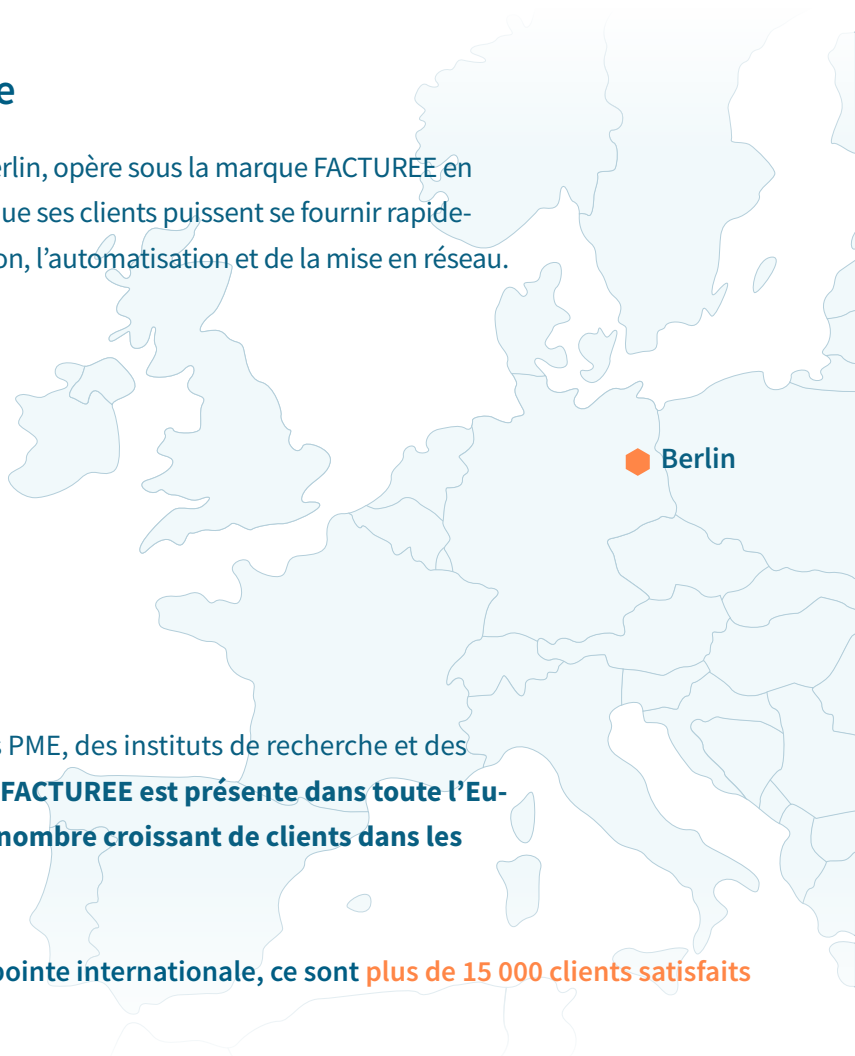 e
erlin, opère sous la marque FACTUREE en
ue ses clients puissent se fournir rapide-
on, l’automatisation et de la mise en réseau.
Berlin
s PME, des instituts de recherche et des
FACTUREE est présente dans toute l’Eu-
nombre croissant de clients dans les
pointe internationale, ce sont plus de 15 000 clients satisfaits